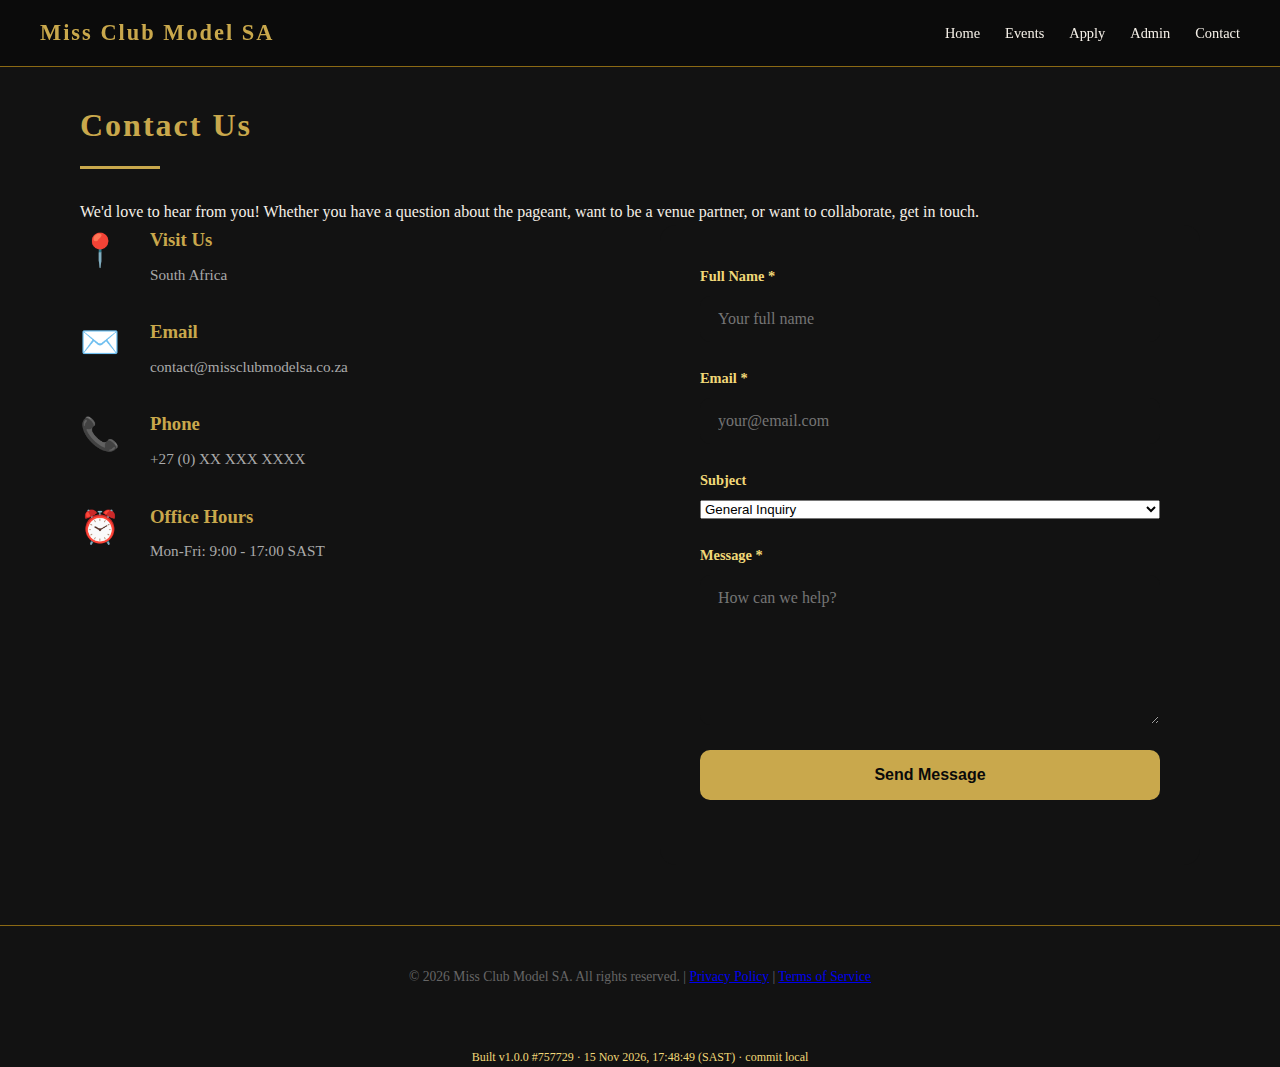 Miss Club Model SA
Home Events Apply Admin Contact
Contact Us
We'd love to hear from you! Whether you have a question about the pageant, want to be a venue partner, or want to collaborate, get in touch.
Visit Us
South Africa
Email
contact@missclubmodelsa.co.za
Phone
+27 (0) XX XXX XXXX
Office Hours
Mon-Fri: 9:00 - 17:00 SAST
Full Name *
Your full name
Email *
your@email.com
Subject
General Inquiry
Message *
How can we help?
Send Message
© 2026 Miss Club Model SA. All rights reserved. | Privacy Policy | Terms of Service
Built v1.0.0 #757729 · 15 Nov 2026, 17:48:49 (SAST) · commit local